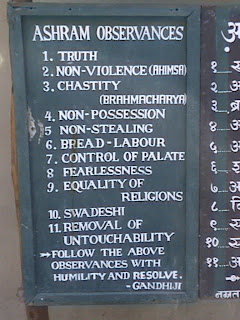 ASHRAM OBSERVANCES
1. TRUTH
2. NON-VIOLENCE (AHIMSA)
3. CHASTITY
(BRAHMACHARYA)
4. NON-POSSESSION
5 NON-STEALING
6. BREAD-LABOUR
7. CONTROL OF PALATE
8 FEARLESSNESS
9. EQUALITY OF
RELIGIONS
10. SWADESHI
11. REMOVAL OF
UNTOUCHABILITY
FOLLOW THE ABOVE
OBSERVANCES WITH
HUMILITY AND RESOLVE.
-GANDHIJI